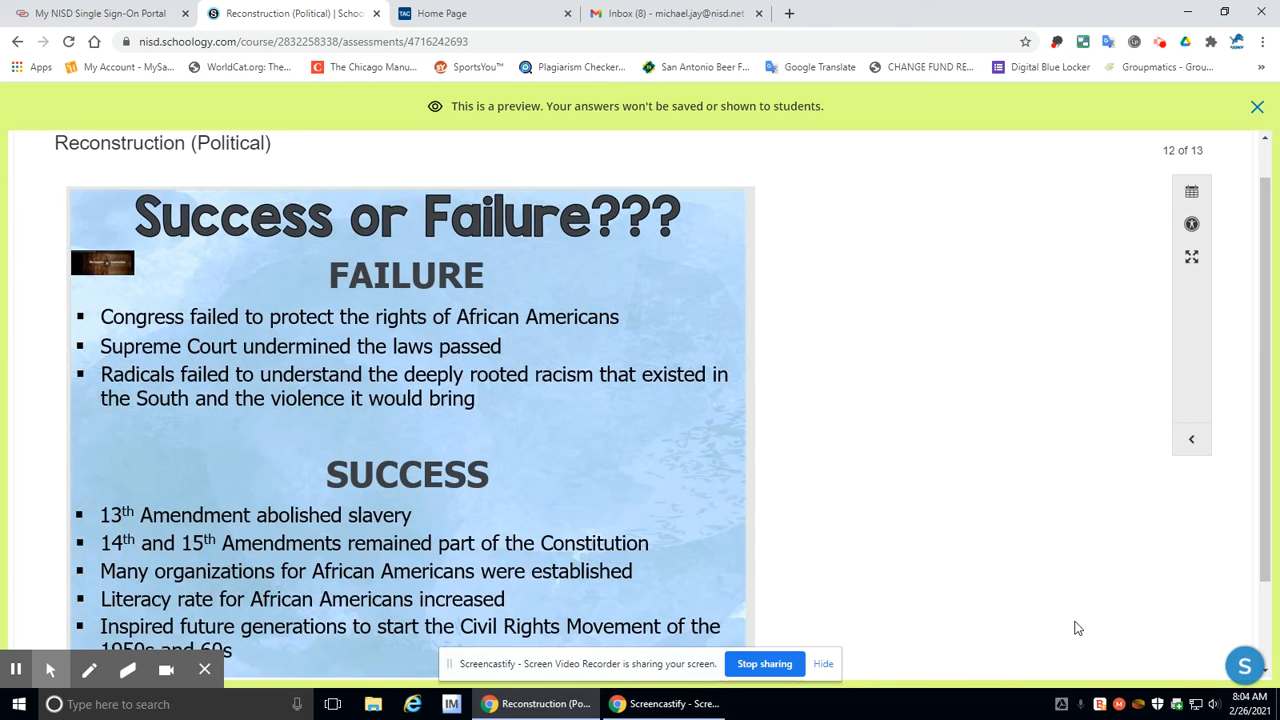 My NISD Single Sign-On Portal
Reconstruction (Political) | Schoo
TAC
Home Page
Inbox (8) - michael.jay@nisd.net
nisd.schoology.com/course/2832258338/assessments/4716242693
Apps
My Account - MySa...
WorldCat.org: The...
The Chicago Manu...
SportsYou™
Plagiarism Checker...
San Antonio Beer F...
Google Translate
CHANGE FUND RE...
Digital Blue Locker
Groupmatics - Grou...
This is a preview. Your answers won't be saved or shown to students.
Reconstruction (Political)
12 of 13
Success or Failure???
FAILURE
▪ Congress failed to protect the rights of African Americans
▪ Supreme Court undermined the laws passed
▪ Radicals failed to understand the deeply rooted racism that existed in
the South and the violence it would bring
SUCCESS
▪ 13th Amendment abolished slavery
▪ 14th and 15th Amendments remained part of the Constitution
▪ Many organizations for African Americans were established
▪ Literacy rate for African Americans increased
▪ Inspired future generations to start the Civil Rights Movement of the
1950s and 60s
Screencastify - Screen Video Recorder is sharing your screen.
Stop sharing
Hide
S
Type here to search
IM
Reconstruction (Po...
Screencastify - Scre...
8:04 AM
2/26/2021